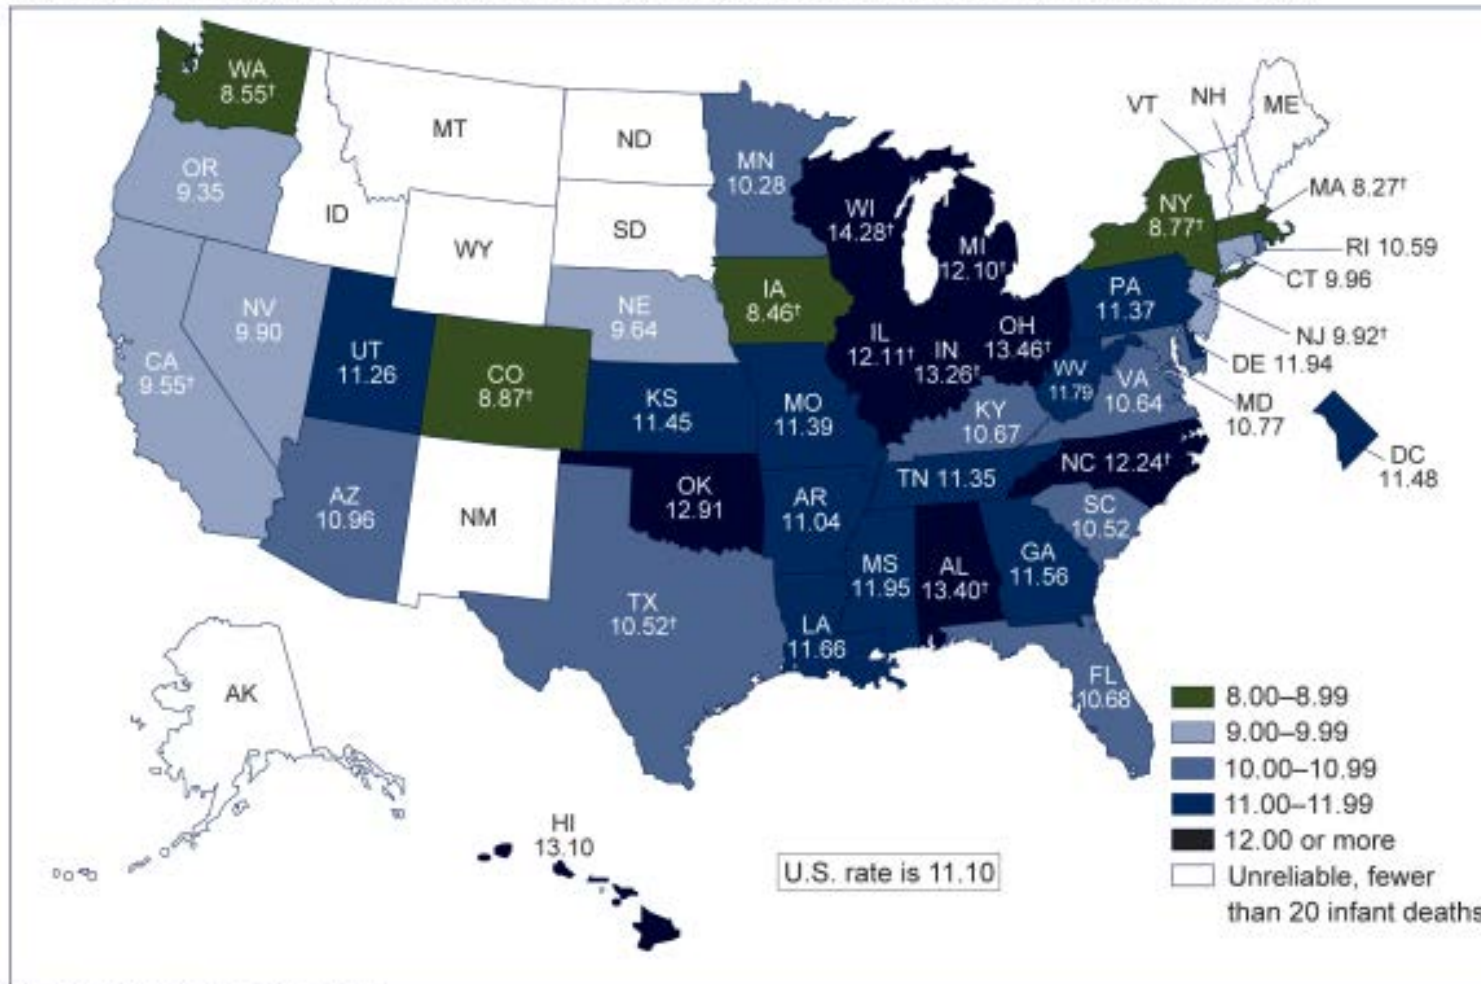 WA
8.55†
OR
9.35
CA
9.55†
NV
9.90
ID
MT
WY
UT
11.26
AZ
10.96
CO
8.87†
NM
ND
SD
NE
9.64
KS
11.45
OK
12.91
TX
10.52†
MN
10.28
IA
8.46†
MO
11.39
AR
11.04
LA
11.66
WI
14.28†
IL
12.11†
MI
12.10†
IN
13.26†
OH
13.46†
KY
10.67
TN 11.35
MS
11.95
AL
13.40†
GA
11.56
FL
10.68
SC
10.52
NC 12.24†
VA
10.64
WV
11.79
PA
11.37
NY
8.77†
VT
NH
ME
MA 8.27†
RI 10.59
CT 9.96
NJ 9.92†
DE 11.94
MD
10.77
DC
11.48
AK
HI
13.10
U.S. rate is 11.10
8.00–8.99
9.00–9.99
10.00–10.99
11.00–11.99
12.00 or more
Unreliable, fewer
than 20 infant deaths